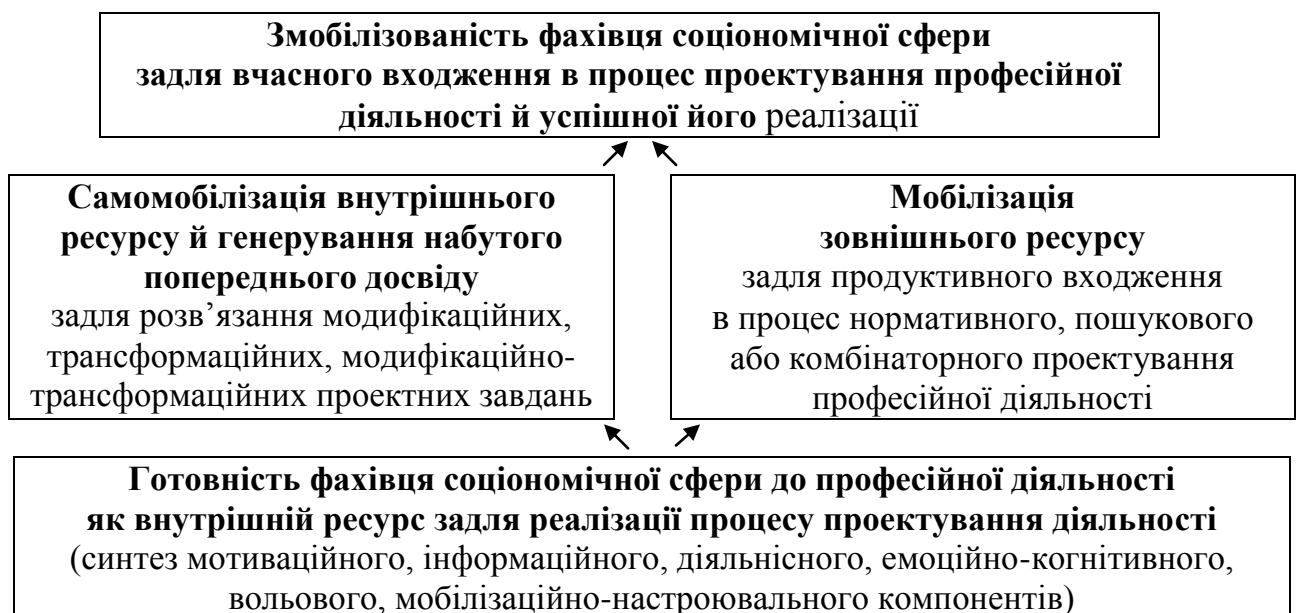 Змобілізованість фахівця соціономічної сфери
задля вчасного входження в процес проектування професійної
діяльності й успішної його реалізації
Самомобілізація внутрішнього
ресурсу й генерування набутого
попереднього досвіду
задля розв’язання модифікаційних,
трансформаційних, модифікаційно-
трансформаційних проектних завдань
Мобілізація
зовнішнього ресурсу
задля продуктивного входження
в процес нормативного, пошукового
або комбінаторного проектування
професійної діяльності
Готовність фахівця соціономічної сфери до професійної діяльності
як внутрішній ресурс задля реалізації процесу проектування діяльності
(синтез мотиваційного, інформаційного, діяльнісного, емоційно-когнітивного,
вольового, мобілізаційно-настроювального компонентів)